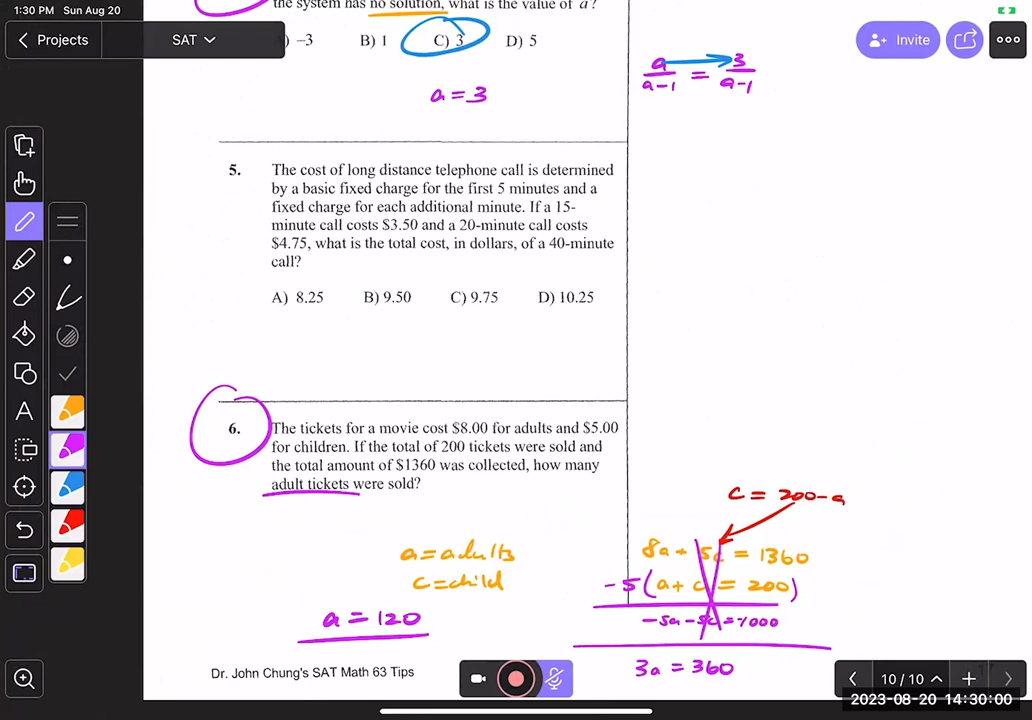 1:30 PM Sun Aug 20
the system has no solution, what is the value of a?
Projects
SAT
Invite
) −3 B) 1 C) 3 D) 5
a = 3
a/a-1 = 3/a-1
5. The cost of long distance telephone call is determined
by a basic fixed charge for the first 5 minutes and a
fixed charge for each additional minute. If a 15-
minute call costs $3.50 and a 20-minute call costs
$4.75, what is the total cost, in dollars, of a 40-minute
call?
A) 8.25 B) 9.50 C) 9.75 D) 10.25
6. The tickets for a movie cost $8.00 for adults and $5.00
for children. If the total of 200 tickets were sold and
the total amount of $1360 was collected, how many
adult tickets were sold?
c = 200-a
a=adults
c=child
8a + 5c = 1360
-5(a+c = 200)
-5a-5c=-1000
a = 120
3a = 360
Dr. John Chung's SAT Math 63 Tips
A
10 / 10
2023-08-20 14:30:00